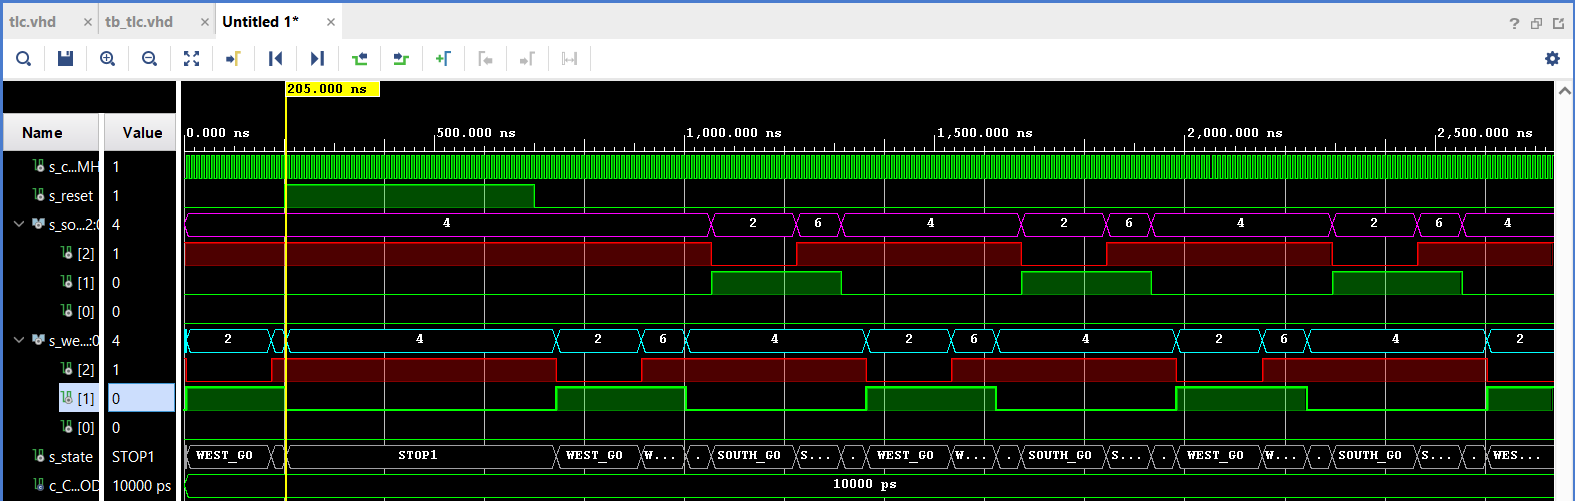 tlc.vhd × tb_tlc.vhd × Untitled 1* × ?
205.000 ns
Name Value 0.000 ns 500.000 ns 1,000.000 ns 1,500.000 ns 2,000.000 ns 2,500.000 ns
s_c...MH 1
s_reset 1
s_so...2:0 4 4 2 6 4 2 6 4 2 6 4
[2] 1
[1] 0
[0] 0
s_we...:0 4 2 4 2 6 4 2 6 4 2 6 4 2
[2] 1
[1] 0
[0] 0
s_state STOP1 WEST_GO STOP1 WEST_GO W... . SOUTH_GO S... . WEST_GO W... . SOUTH_GO S... . WEST_GO W... . SOUTH_GO S... . WES...
c_C...OD 10000 ps 10000 ps